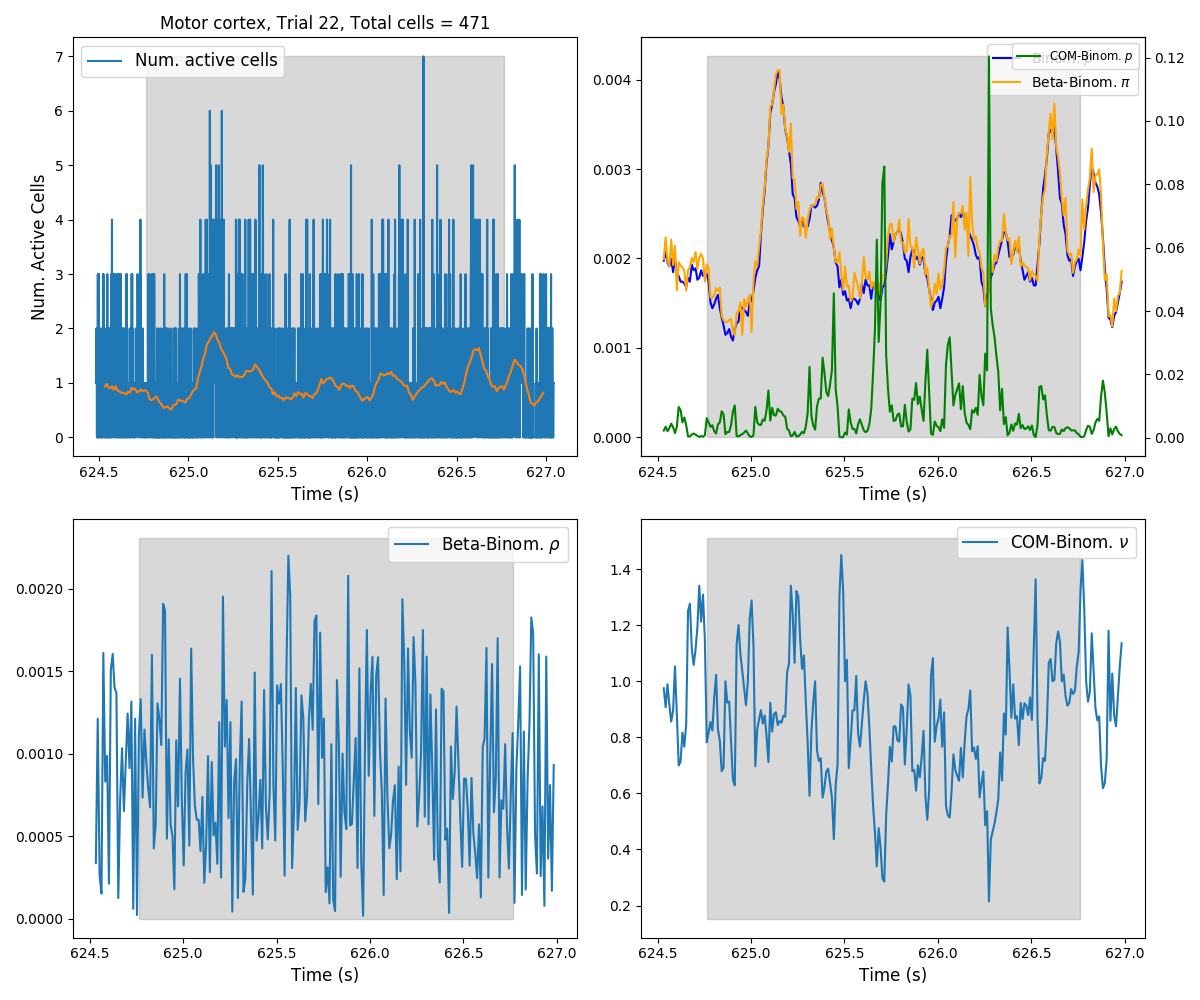 Motor cortex, Trial 22, Total cells = 471
Num. active cells
Num. Active Cells
7
6
5
4
3
2
1
0
624.5 625.0 625.5 626.0 626.5 627.0
Time (s)
COM-Binom. p
Binom. p
Beta-Binom. π
0.004
0.003
0.002
0.001
0.000
0.12
0.10
0.08
0.06
0.04
0.02
0.00
624.5 625.0 625.5 626.0 626.5 627.0
Time (s)
Beta-Binom. ρ
0.0020
0.0015
0.0010
0.0005
0.0000
624.5 625.0 625.5 626.0 626.5 627.0
Time (s)
COM-Binom. ν
1.4
1.2
1.0
0.8
0.6
0.4
0.2
624.5 625.0 625.5 626.0 626.5 627.0
Time (s)